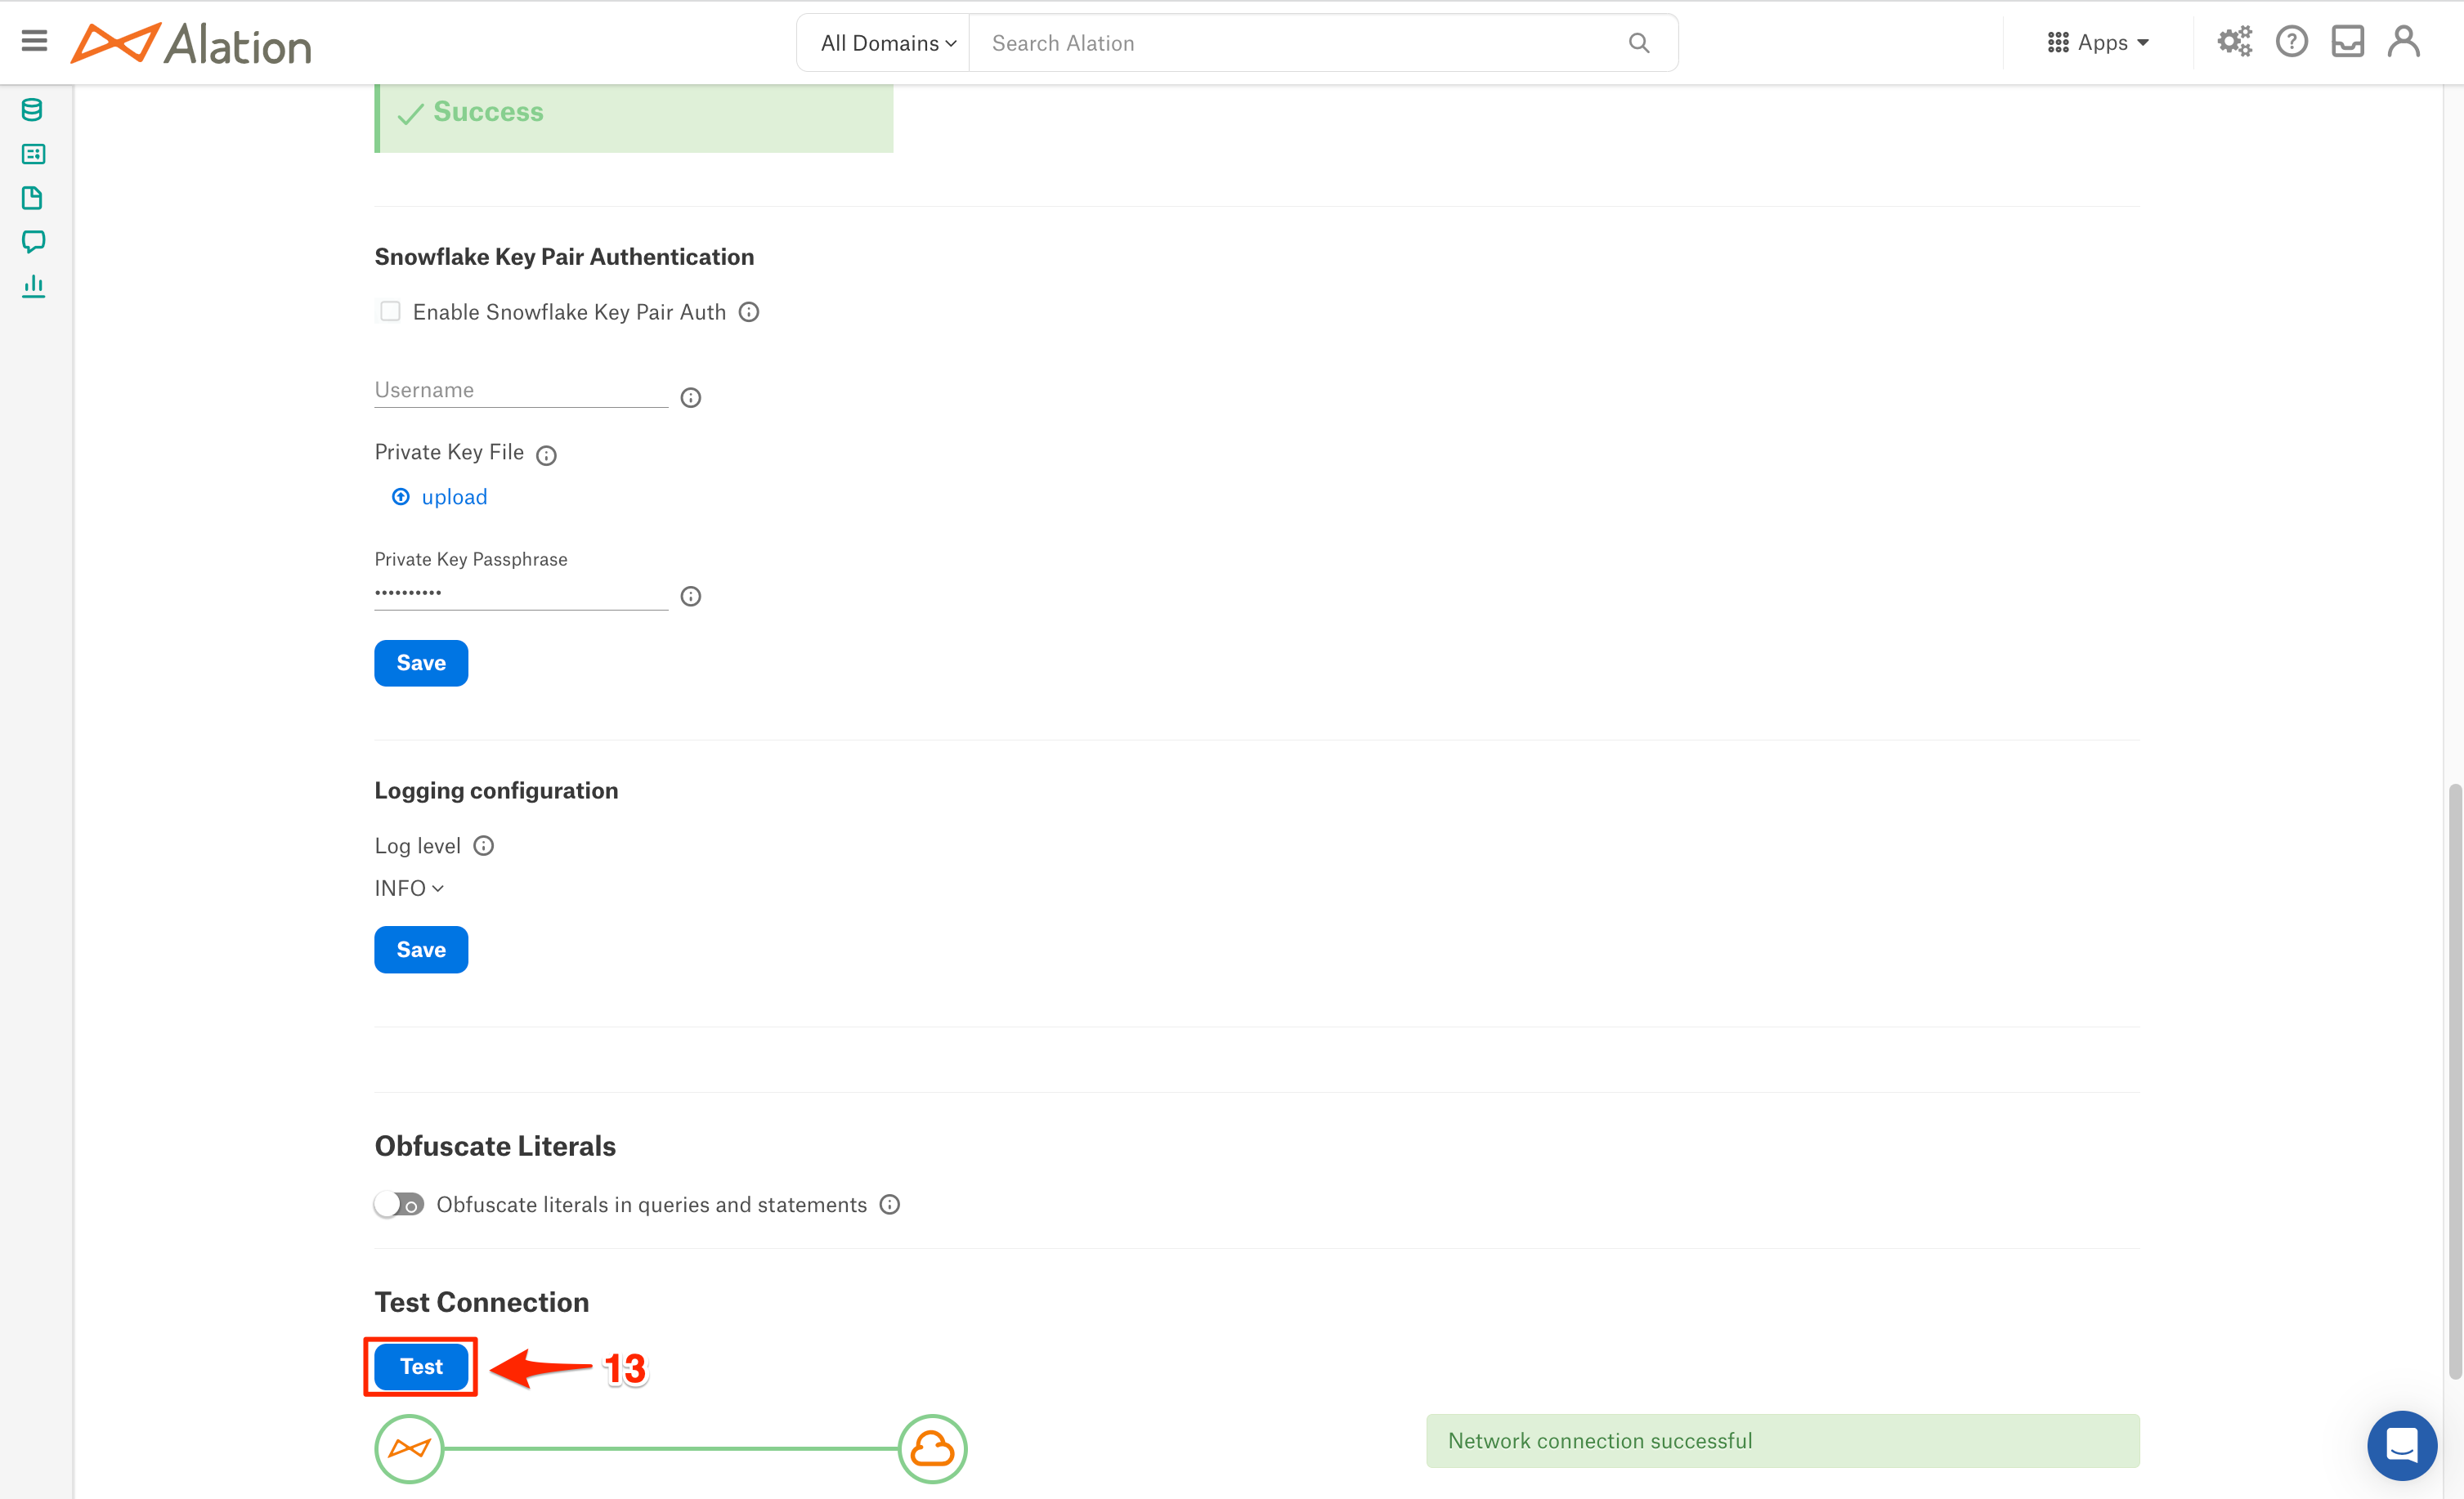 Alation
All Domains
Search Alation
Apps
Success
Snowflake Key Pair Authentication
Enable Snowflake Key Pair Auth
Username
Private Key File
upload
Private Key Passphrase
••••••••••
Save
Logging configuration
Log level
INFO
Save
Obfuscate Literals
Obfuscate literals in queries and statements
Test Connection
Test
13
Network connection successful